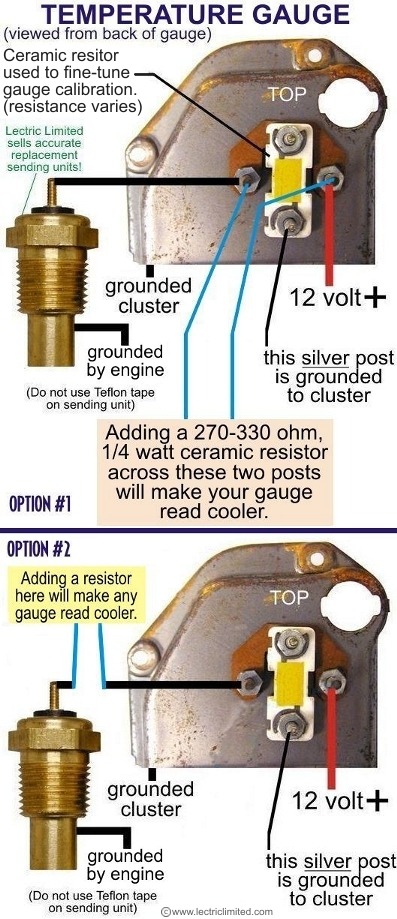 TEMPERATURE GAUGE
(viewed from back of gauge)
Ceramic resitor
used to fine-tune
gauge calibration.
(resistance varies)
TOP
Lectric Limited
sells accurate
replacement
sending units!
grounded
cluster
12 volt +
grounded
by engine
(Do not use Teflon tape
on sending unit)
this silver post
is grounded
to cluster
Adding a 270-330 ohm,
1/4 watt ceramic resistor
across these two posts
will make your gauge
read cooler.
OPTION #1
OPTION #2
Adding a resistor
here will make any
gauge read cooler.
TOP
grounded
cluster
12 volt +
grounded
by engine
(Do not use Teflon tape
on sending unit)
this silver post
is grounded
to cluster
©www.lectriclimited.com